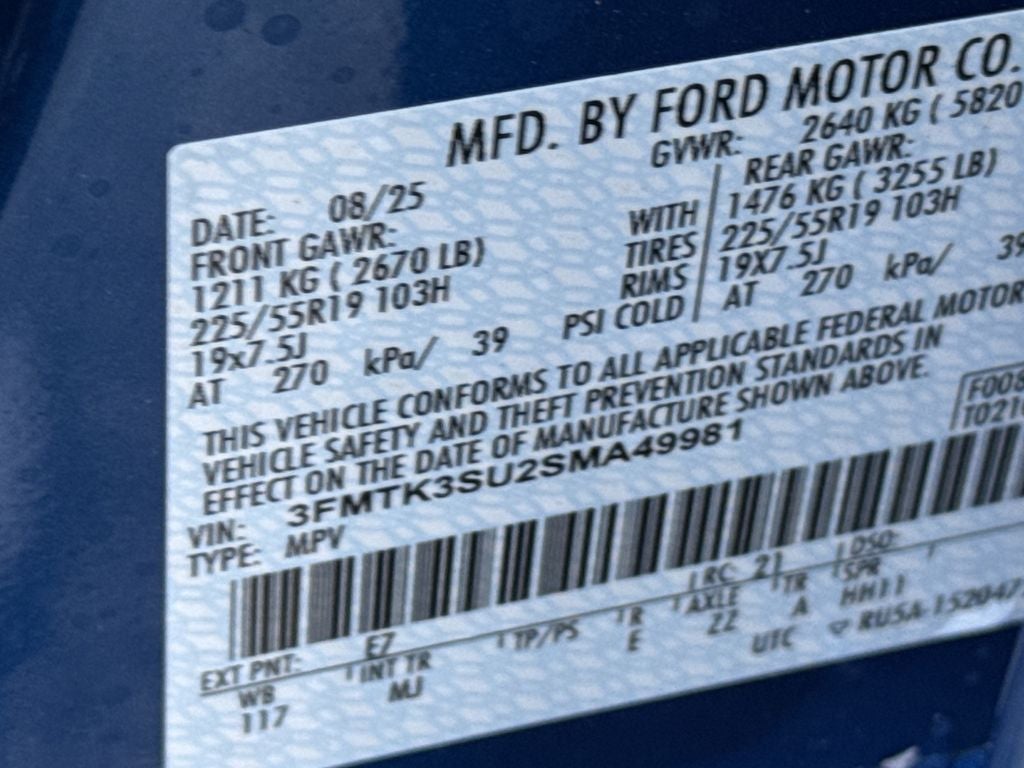 MFD. BY FORD MOTOR CO.
DATE: 08/25
GVWR: 2640 KG ( 5820
FRONT GAWR:
1211 KG ( 2670 LB)
225/55R19 103H
19x7.5J
AT 270 kPa/ 39
WITH
TIRES
RIMS
PSI COLD
REAR GAWR:
1476 KG ( 3255 LB)
225/55R19 103H
19X7.5J
AT 270 kPa/ 39
THIS VEHICLE CONFORMS TO ALL APPLICABLE FEDERAL MOTOR
VEHICLE SAFETY AND THEFT PREVENTION STANDARDS IN
EFFECT ON THE DATE OF MANUFACTURE SHOWN ABOVE.
VIN: 3FMTK3SU2SMA49981
TYPE: MPV
F008
EXT PNT: E7
RC: 21
DSO:
WB
INT TR
TP/PS
R
AXLE
TR
SPR
117
MJ
E
ZZ
A
HH11
UTC